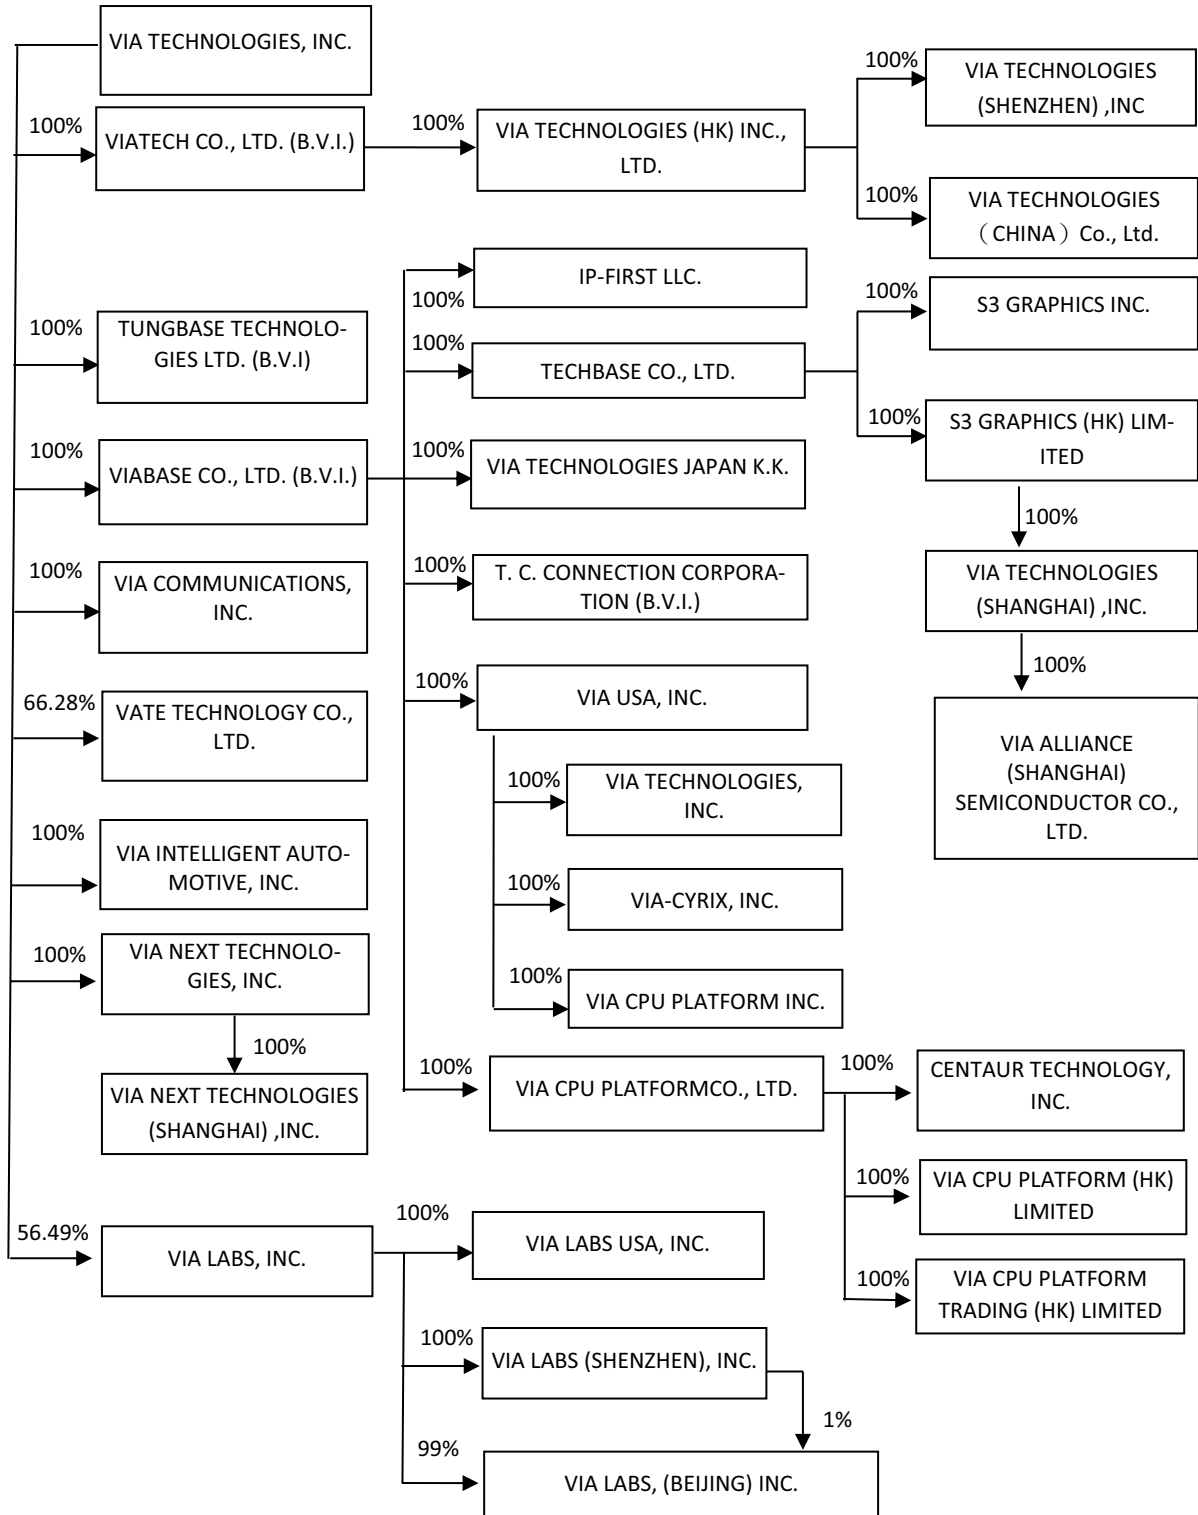 VIA TECHNOLOGIES, INC.
100%
VIATECH CO., LTD. (B.V.I.)
100%
VIA TECHNOLOGIES (HK) INC.,
LTD.
100%
VIA TECHNOLOGIES
(SHENZHEN) ,INC
100%
VIA TECHNOLOGIES
（CHINA）Co., Ltd.
100%
TUNGBASE TECHNOLO-
GIES LTD. (B.V.I)
100%
VIABASE CO., LTD. (B.V.I.)
IP-FIRST LLC.
100%
100%
TECHBASE CO., LTD.
100%
S3 GRAPHICS INC.
100%
S3 GRAPHICS (HK) LIM-
ITED
100%
VIA TECHNOLOGIES
(SHANGHAI) ,INC.
100%
VIA ALLIANCE
(SHANGHAI)
SEMICONDUCTOR CO.,
LTD.
100%
VIA TECHNOLOGIES JAPAN K.K.
100%
T. C. CONNECTION CORPORA-
TION (B.V.I.)
100%
VIA USA, INC.
100%
VIA TECHNOLOGIES,
INC.
100%
VIA-CYRIX, INC.
100%
VIA CPU PLATFORM INC.
100%
VIA CPU PLATFORMCO., LTD.
100%
CENTAUR TECHNOLOGY,
INC.
100%
VIA CPU PLATFORM (HK)
LIMITED
100%
VIA CPU PLATFORM
TRADING (HK) LIMITED
100%
VIA COMMUNICATIONS,
INC.
66.28%
VATE TECHNOLOGY CO.,
LTD.
100%
VIA INTELLIGENT AUTO-
MOTIVE, INC.
100%
VIA NEXT TECHNOLO-
GIES, INC.
100%
VIA NEXT TECHNOLOGIES
(SHANGHAI) ,INC.
56.49%
VIA LABS, INC.
100%
VIA LABS USA, INC.
100%
VIA LABS (SHENZHEN), INC.
1%
99%
VIA LABS, (BEIJING) INC.